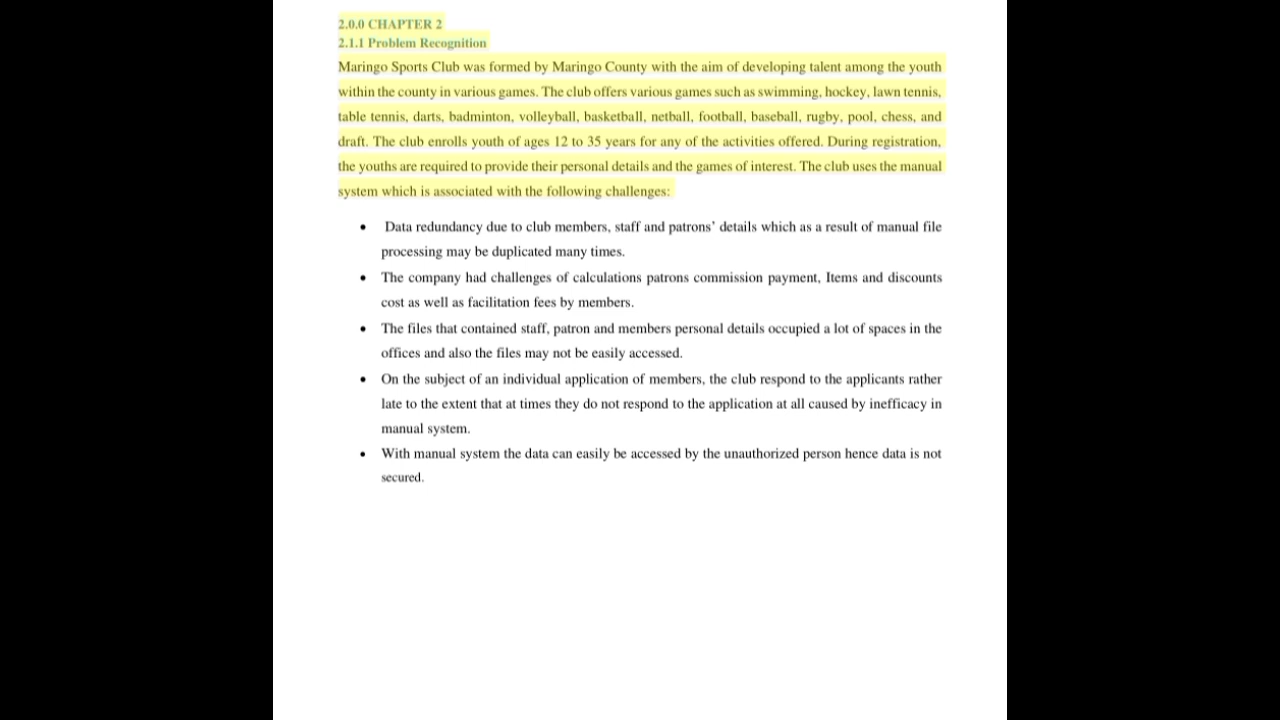 2.0.0 CHAPTER 2
2.1.1 Problem Recognition
Maringo Sports Club was formed by Maringo County with the aim of developing talent among the youth
within the county in various games. The club offers various games such as swimming, hockey, lawn tennis,
table tennis, darts, badminton, volleyball, basketball, netball, football, baseball, rugby, pool, chess, and
draft. The club enrolls youth of ages 12 to 35 years for any of the activities offered. During registration,
the youths are required to provide their personal details and the games of interest. The club uses the manual
system which is associated with the following challenges:
• Data redundancy due to club members, staff and patrons' details which as a result of manual file
processing may be duplicated many times.
• The company had challenges of calculations patrons commission payment, Items and discounts
cost as well as facilitation fees by members.
• The files that contained staff, patron and members personal details occupied a lot of spaces in the
offices and also the files may not be easily accessed.
• On the subject of an individual application of members, the club respond to the applicants rather
late to the extent that at times they do not respond to the application at all caused by inefficacy in
manual system.
• With manual system the data can easily be accessed by the unauthorized person hence data is not
secured.